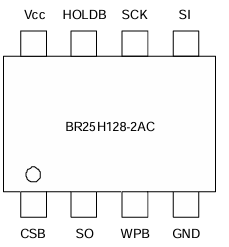 Vcc HOLDB SCK SI
BR25H128-2AC
CSB SO WPB GND